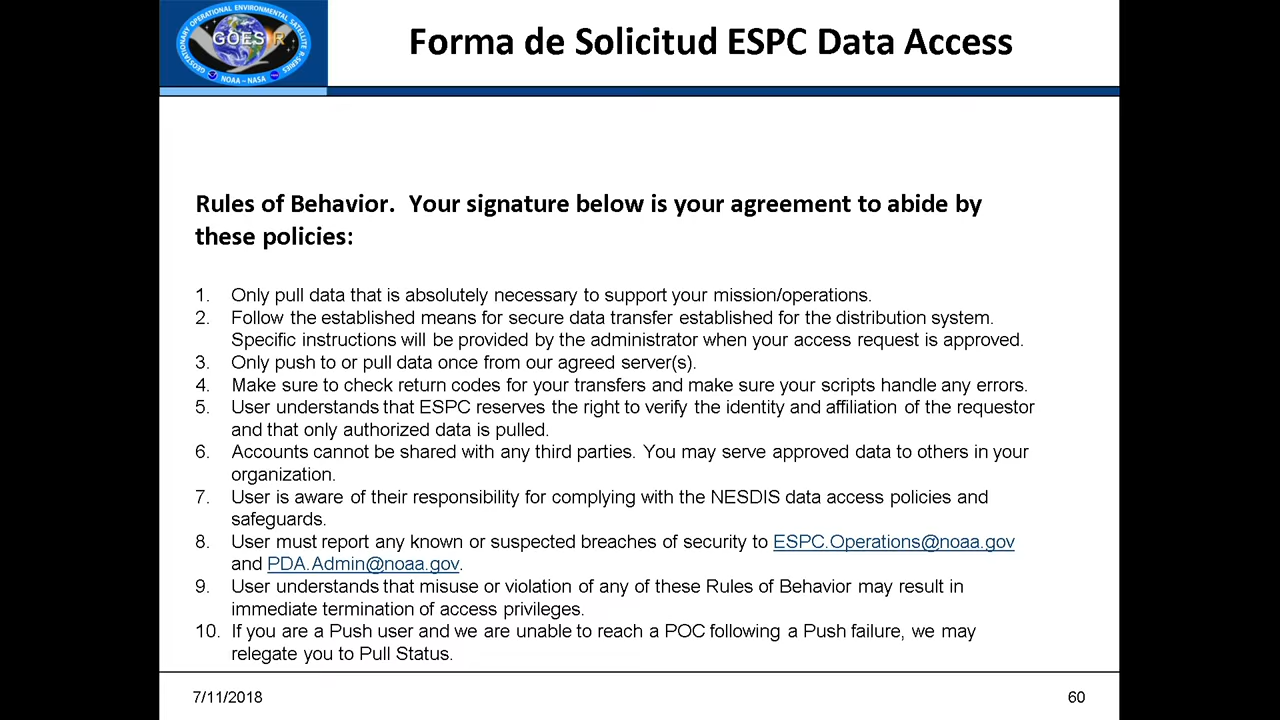 GEOSTATIONARY OPERATIONAL ENVIRONMENTAL SATELLITE R SERIES
GOES R
NOAA – NASA
Forma de Solicitud ESPC Data Access
Rules of Behavior.  Your signature below is your agreement to abide by
these policies:
1. Only pull data that is absolutely necessary to support your mission/operations.
2. Follow the established means for secure data transfer established for the distribution system.
Specific instructions will be provided by the administrator when your access request is approved.
3. Only push to or pull data once from our agreed server(s).
4. Make sure to check return codes for your transfers and make sure your scripts handle any errors.
5. User understands that ESPC reserves the right to verify the identity and affiliation of the requestor
and that only authorized data is pulled.
6. Accounts cannot be shared with any third parties. You may serve approved data to others in your
organization.
7. User is aware of their responsibility for complying with the NESDIS data access policies and
safeguards.
8. User must report any known or suspected breaches of security to ESPC.Operations@noaa.gov
and PDA.Admin@noaa.gov.
9. User understands that misuse or violation of any of these Rules of Behavior may result in
immediate termination of access privileges.
10. If you are a Push user and we are unable to reach a POC following a Push failure, we may
relegate you to Pull Status.
7/11/2018
60